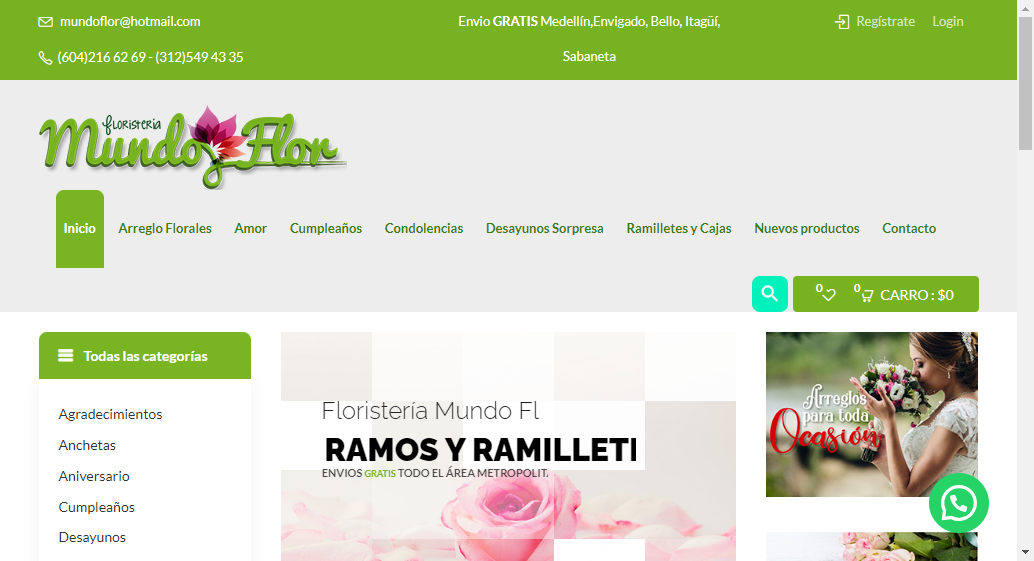 mundoflor@hotmail.com
Envio GRATIS Medellín,Envigado, Bello, Itagüí,
Sabaneta
Regístrate
Login
(604)216 62 69 - (312)549 43 35
floristería
Mundo Flor
Inicio
Arreglo Florales
Amor
Cumpleaños
Condolencias
Desayunos Sorpresa
Ramilletes y Cajas
Nuevos productos
Contacto
0
0
CARRO : $0
Todas las categorías
Agradecimientos
Anchetas
Aniversario
Cumpleaños
Desayunos
Floristería Mundo Fl
RAMOS Y RAMILLETI
ENVIOS GRATIS TODO EL ÁREA METROPOLIT
Arreglos
para toda
Ocasión